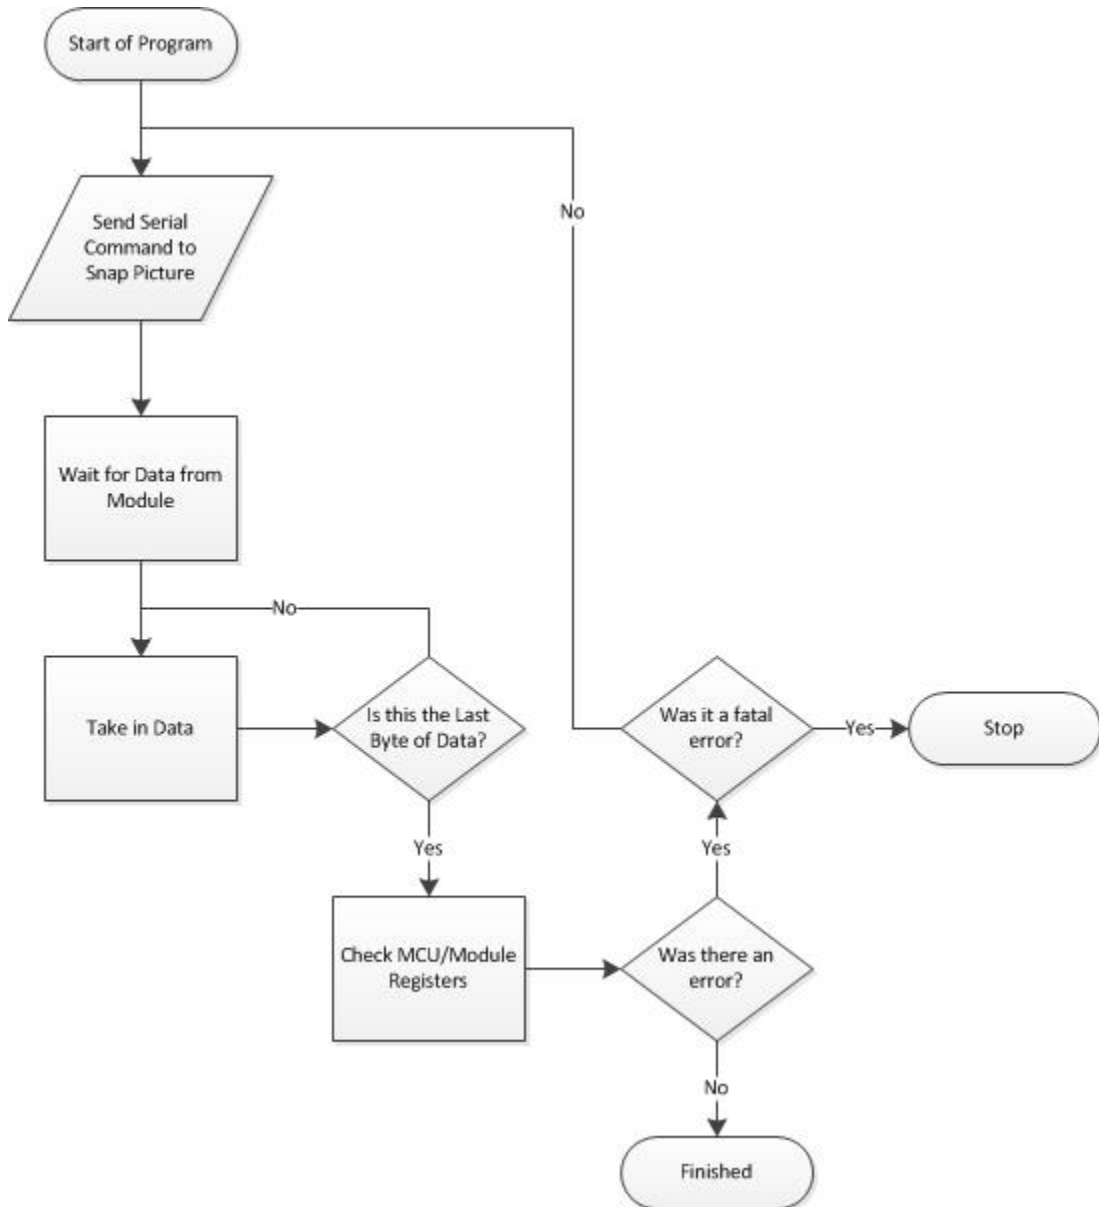 Start of Program
No
Send Serial
Command to
Snap Picture
Wait for Data from
Module
No
Take in Data
Is this the Last
Byte of Data?
Was it a fatal
error?
Yes
Stop
Yes
Yes
Check MCU/Module
Registers
Was there an
error?
No
Finished